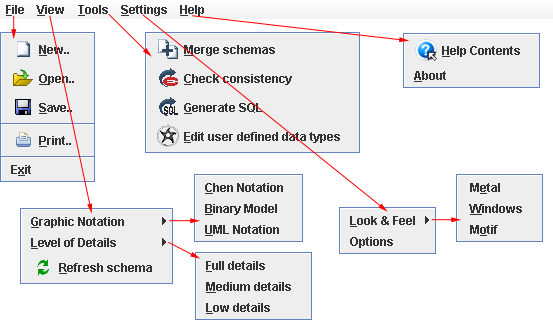 File View Tools Settings Help
New..
Open..
Save..
Print..
Exit
Merge schemas
Check consistency
Generate SQL
Edit user defined data types
Help Contents
About
Graphic Notation
Level of Details
Refresh schema
Chen Notation
Binary Model
UML Notation
Full details
Medium details
Low details
Look & Feel
Options
Metal
Windows
Motif